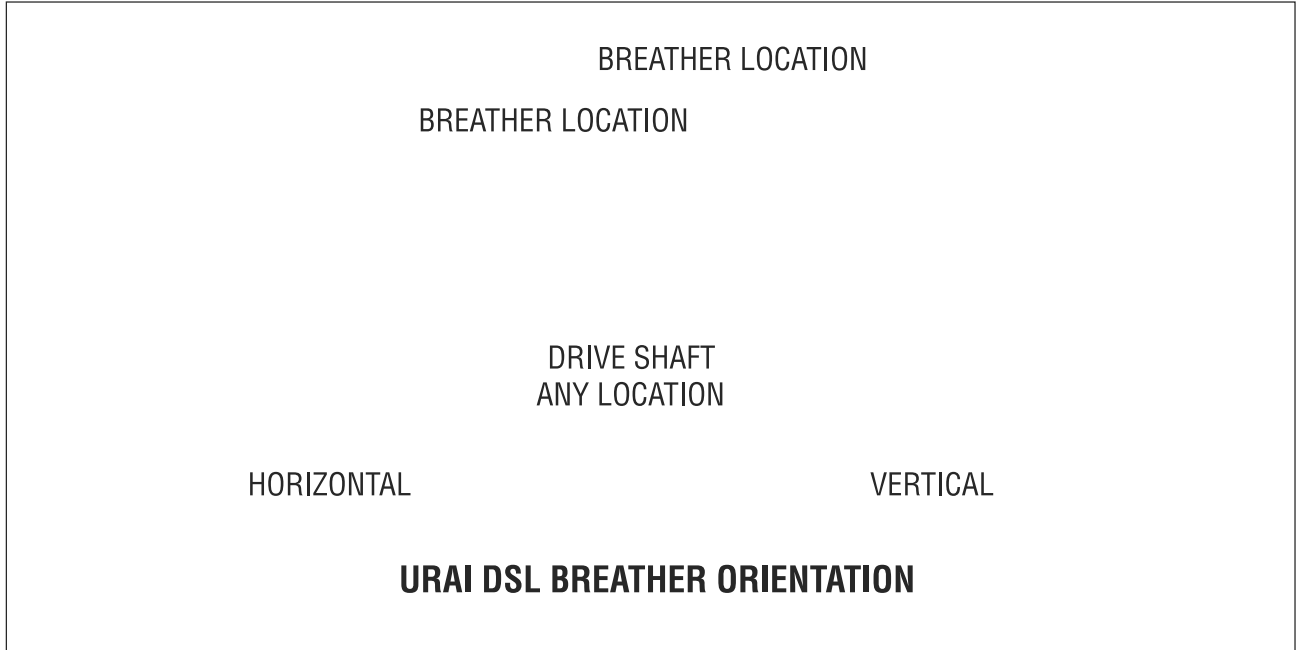 BREATHER LOCATION
BREATHER LOCATION
DRIVE SHAFT
ANY LOCATION
HORIZONTAL
VERTICAL
URAI DSL BREATHER ORIENTATION